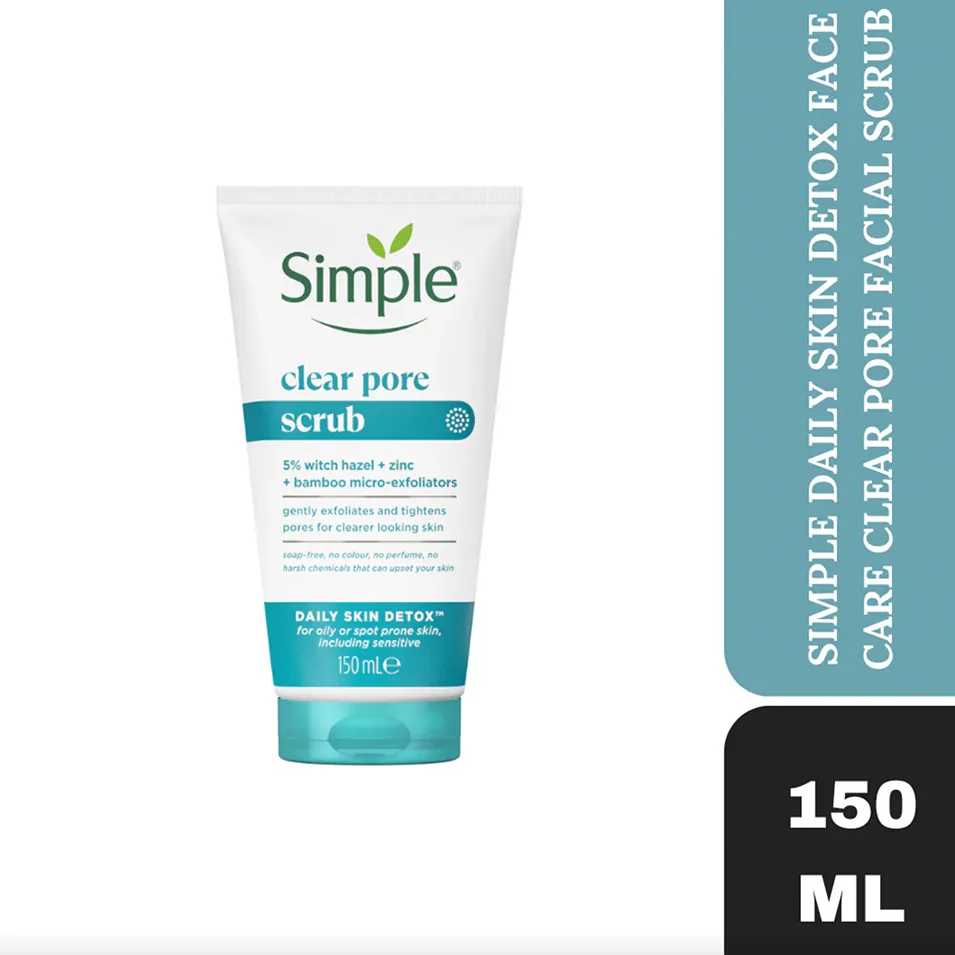 Simple®
clear pore
scrub
5% witch hazel + zinc
+ bamboo micro-exfoliators
gently exfoliates and tightens
pores for clearer looking skin
soap-free, no colour, no perfume, no
harsh chemicals that can upset your skin
DAILY SKIN DETOX™
for oily or spot prone skin,
including sensitive
150 mLe
SIMPLE DAILY SKIN DETOX FACE
CARE CLEAR PORE FACIAL SCRUB
150
ML